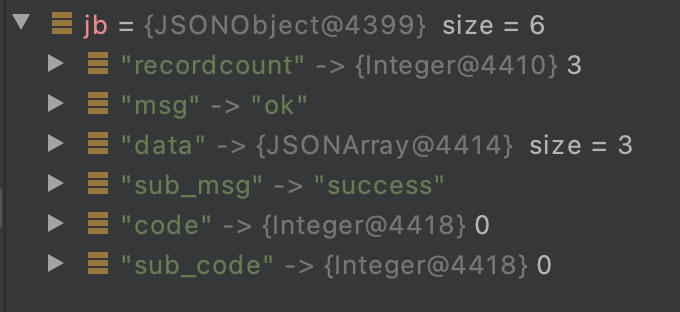 jb = {JSONObject@4399} size = 6
"recordcount" -> {Integer@4410} 3
"msg" -> "ok"
"data" -> {JSONArray@4414} size = 3
"sub_msg" -> "success"
"code" -> {Integer@4418} 0
"sub_code" -> {Integer@4418} 0